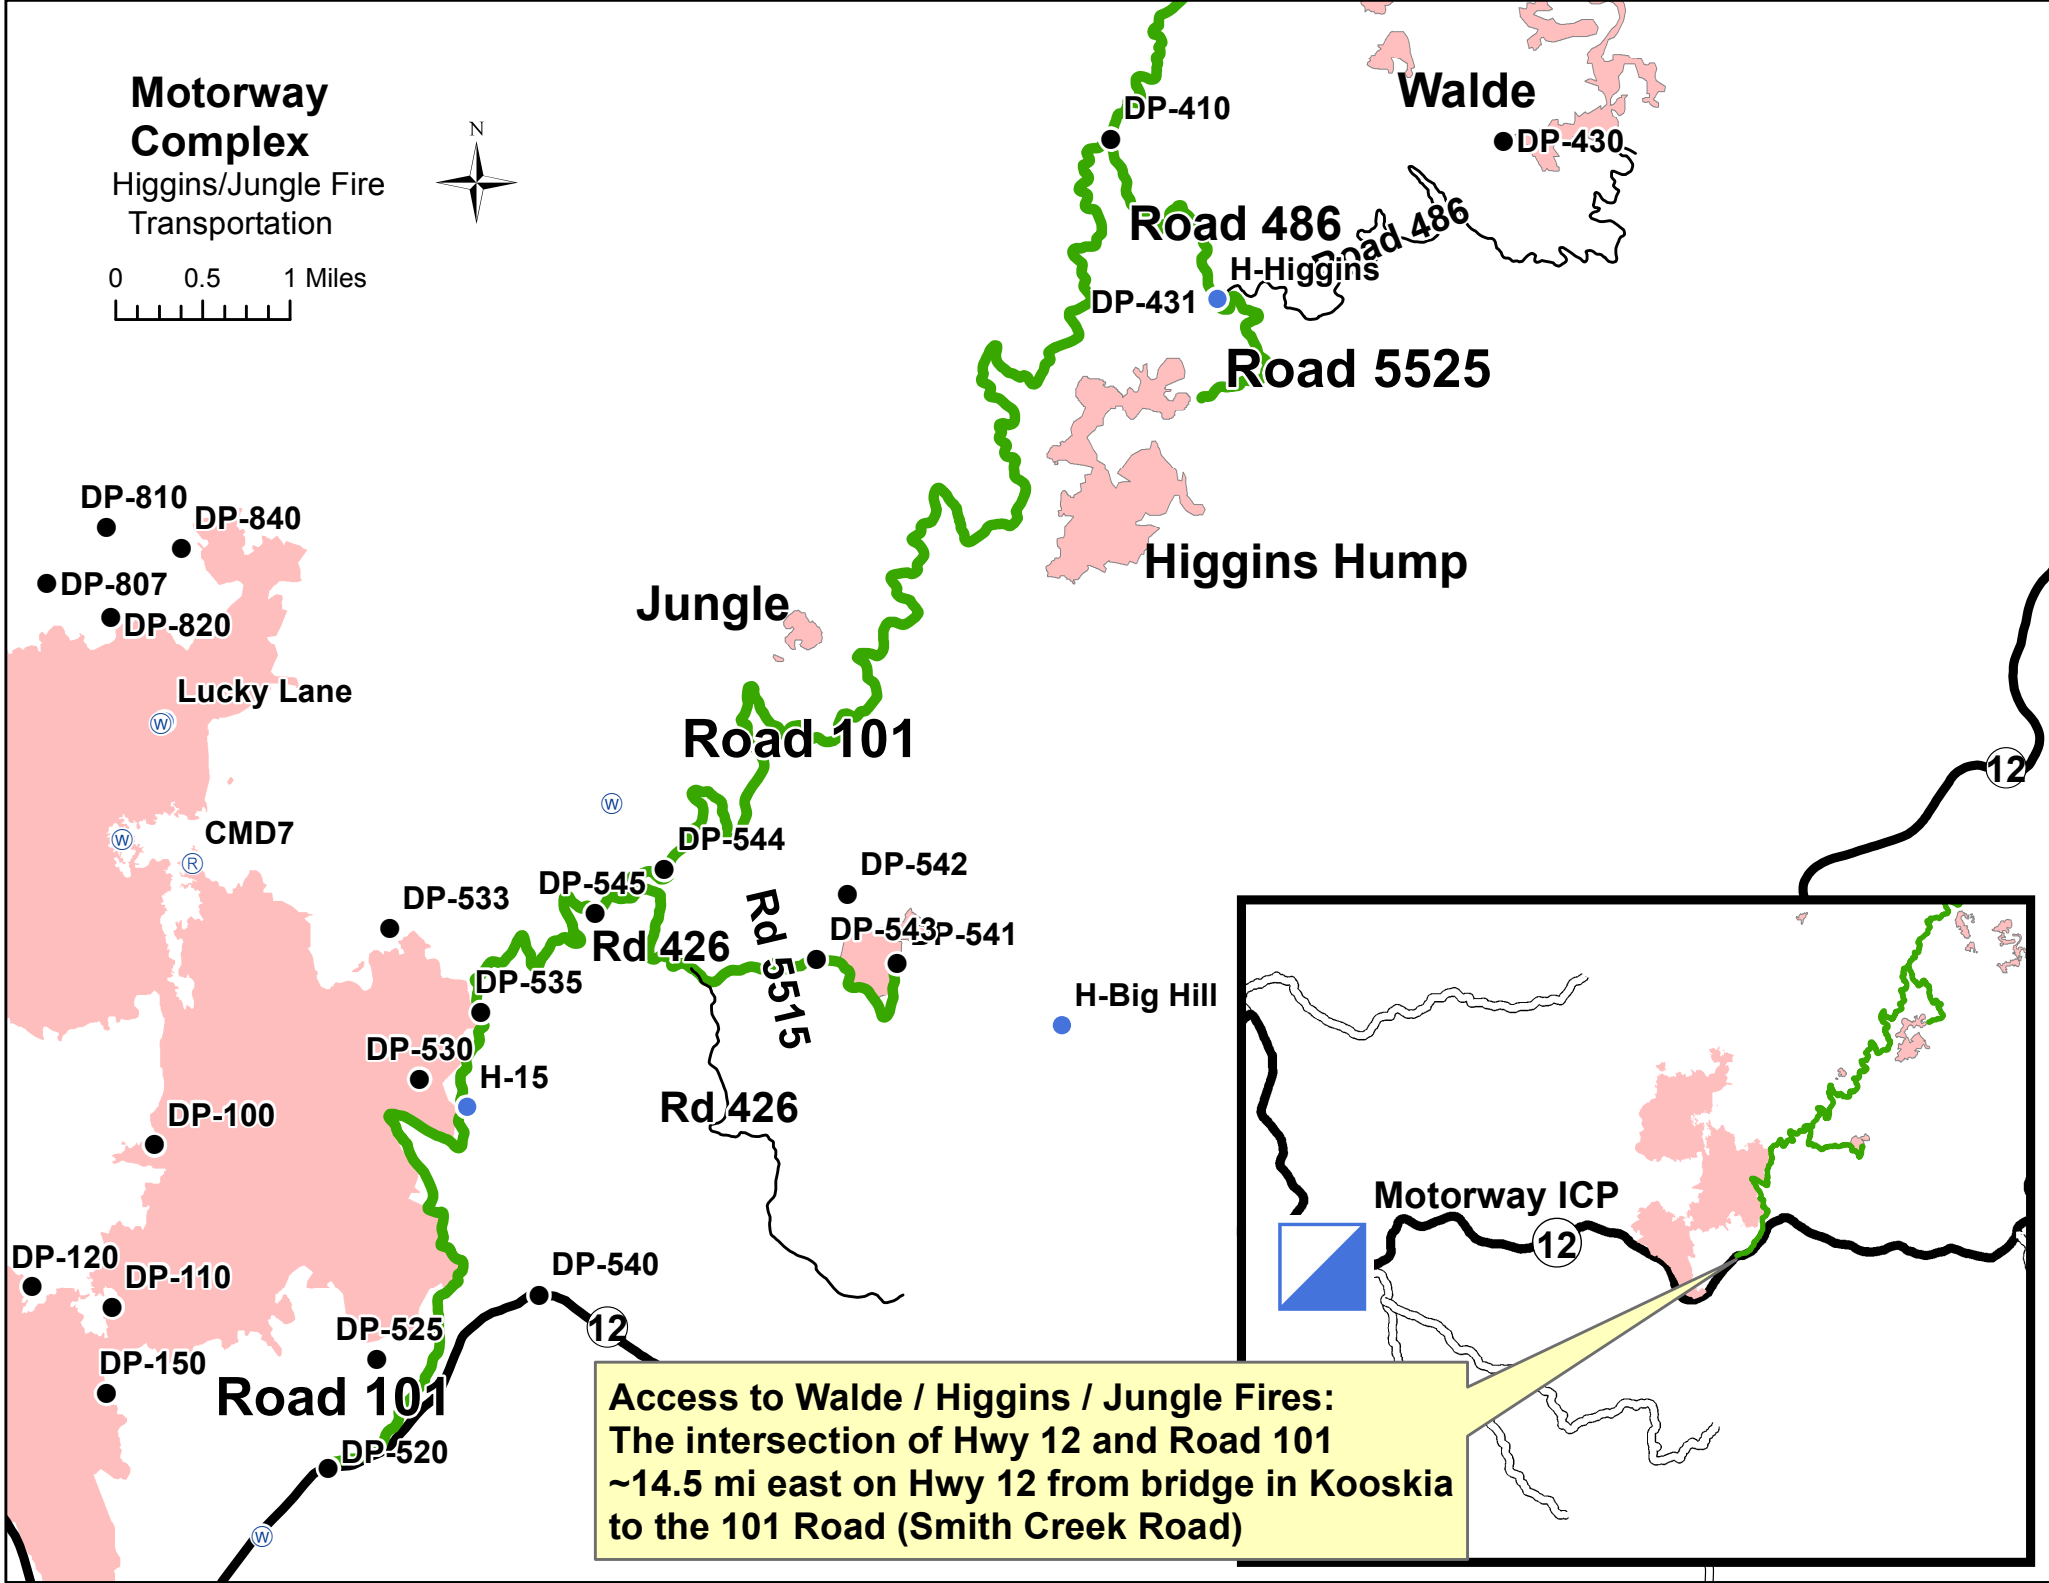 Motorway
Complex
Higgins/Jungle Fire
Transportation
N
0 0.5 1 Miles
Walde
DP-410
DP-430
Road 486
Road 486
H-Higgins
DP-431
Road 5525
Higgins Hump
DP-810
DP-840
DP-807
DP-820
Jungle
Lucky Lane
W
Road 101
12
W
W
CMD7
R
DP-544
DP-542
DP-545
DP-533
DP-543
DP-541
Rd 426
Rd 5515
DP-535
H-Big Hill
DP-530
H-15
Rd 426
DP-100
Motorway ICP
12
DP-120
DP-110
DP-540
12
DP-525
DP-150
Road 101
DP-520
W
Access to Walde / Higgins / Jungle Fires:
The intersection of Hwy 12 and Road 101
~14.5 mi east on Hwy 12 from bridge in Kooskia
to the 101 Road (Smith Creek Road)